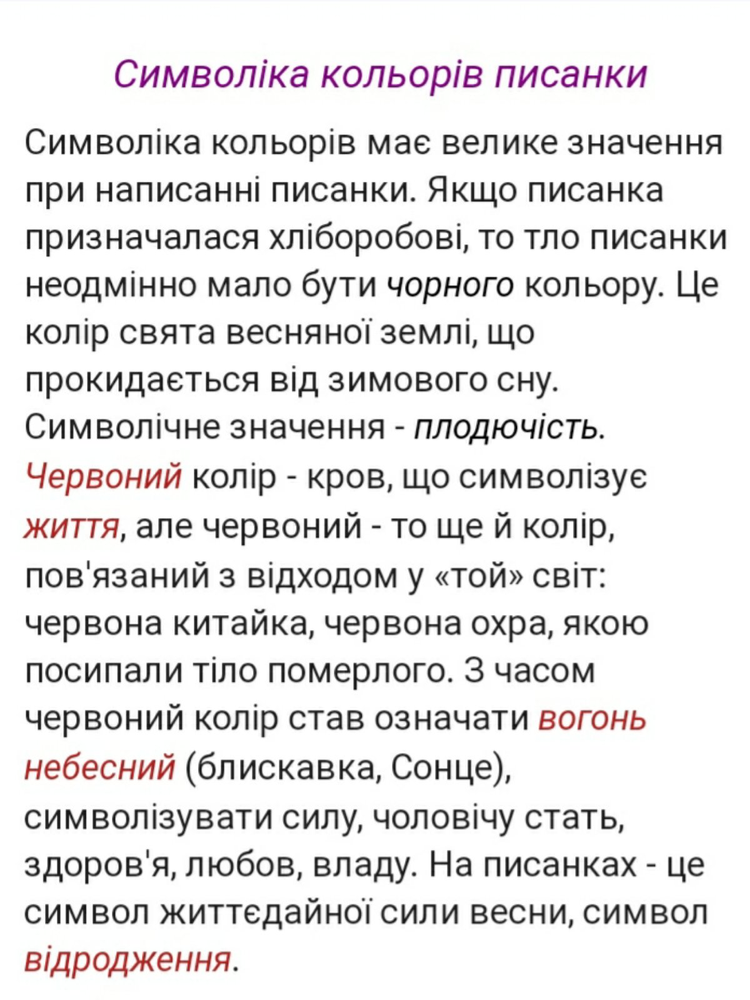 Символіка кольорів писанки
Символіка кольорів має велике значення
при написанні писанки. Якщо писанка
призначалася хліборобові, то тло писанки
неодмінно мало бути чорного кольору. Це
колір свята весняної землі, що
прокидається від зимового сну.
Символічне значення - плодючість.
Червоний колір - кров, що символізує
життя, але червоний - то ще й колір,
пов'язаний з відходом у «той» світ:
червона китайка, червона охра, якою
посипали тіло померлого. З часом
червоний колір став означати вогонь
небесний (блискавка, Сонце),
символізувати силу, чоловічу стать,
здоров'я, любов, владу. На писанках - це
символ життєдайної сили весни, символ
відродження.